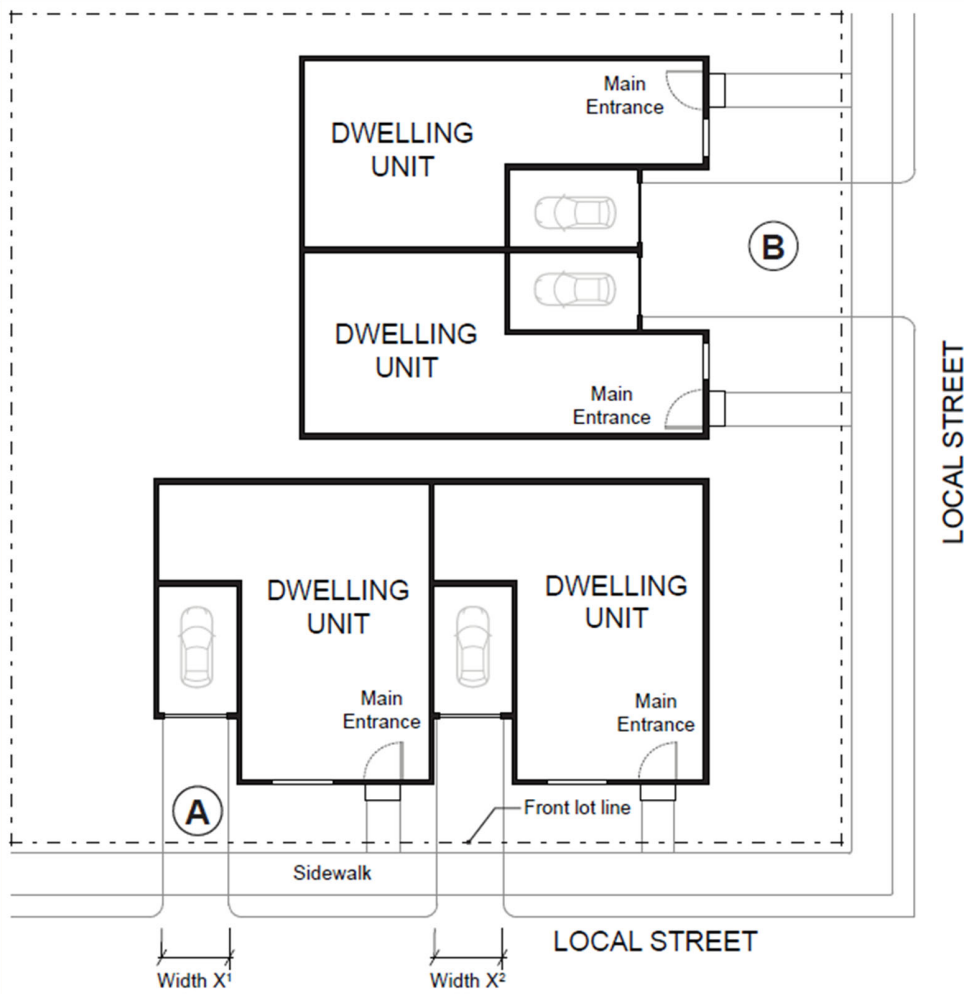 Main
Entrance
DWELLING
UNIT
B
DWELLING
UNIT
Main
Entrance
LOCAL STREET
DWELLING
UNIT
DWELLING
UNIT
Main
Entrance
Main
Entrance
A
Front lot line
Sidewalk
LOCAL STREET
Width X¹
Width X²